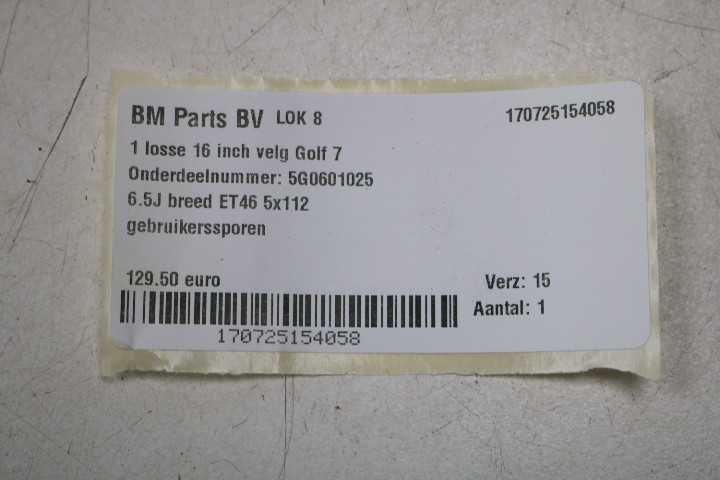 BM Parts BV LOK 8 170725154058
1 losse 16 inch velg Golf 7
Onderdeelnummer: 5G0601025
6.5J breed ET46 5x112
gebruikerssporen
129.50 euro Verz: 15
Aantal: 1
170725154058